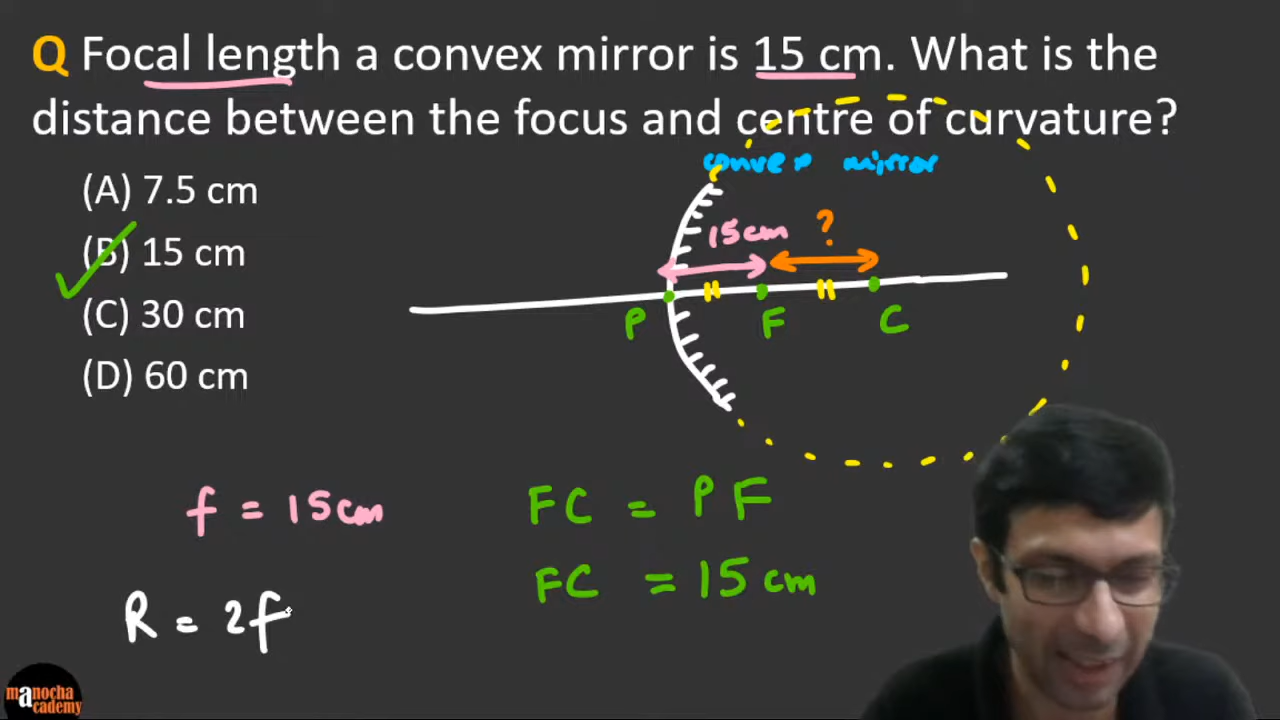 Q Focal length a convex mirror is 15 cm. What is the
distance between the focus and centre of curvature?
convex mirror
(A) 7.5 cm
(B) 15 cm
(C) 30 cm
(D) 60 cm
15cm ?
P F C
f = 15cm
FC = PF
FC = 15 cm
R = 2f
manocha
academy